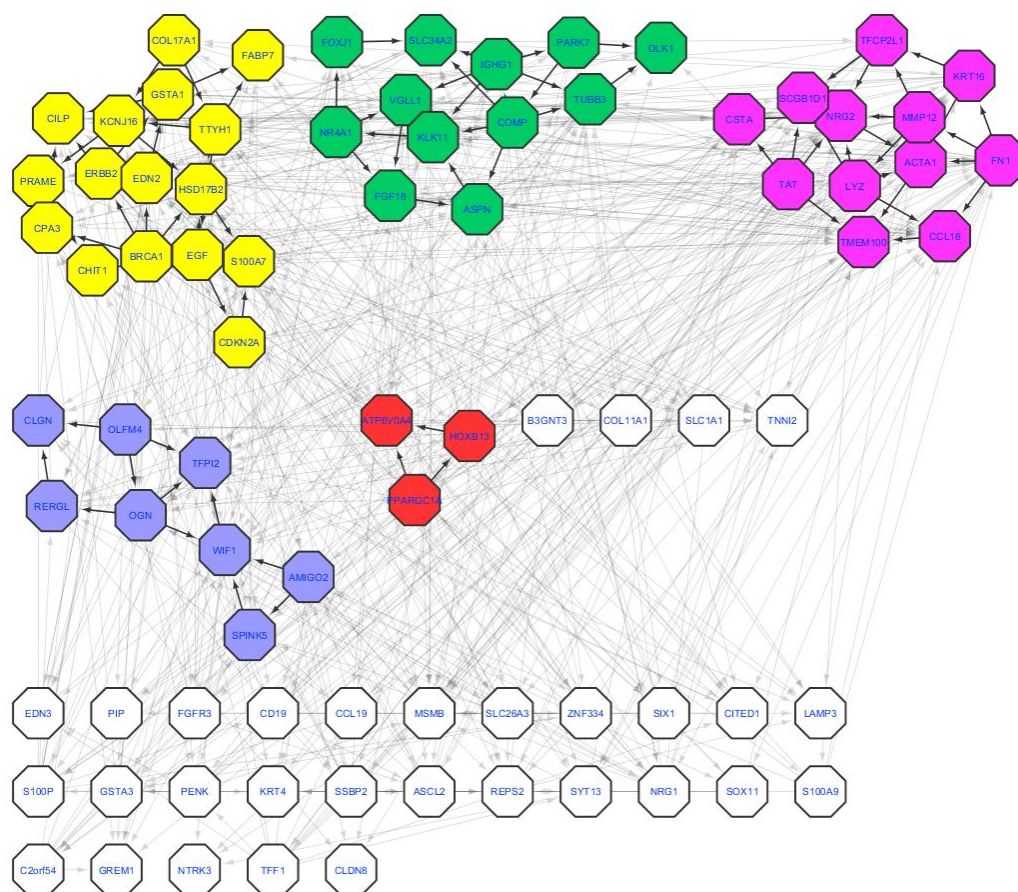 COL17A1
FABP7
GSTA1
CILP
KCNJ16
TTYH1
PRAME
ERBB2
EDN2
HSD17B2
CPA3
CHIT1
BRCA1
EGF
S100A7
CDKN2A
FOXJ1
SLC34A2
IGHG1
PARK7
DLK1
VGLL1
TUBB3
NR4A1
KLK11
COMP
FGF18
ASPN
TFCP2L1
KRT16
SCGB1D1
CSTA
NRG2
MMP12
ACTA1
FN1
TAT
LYZ
TMEM100
CCL18
CLGN
OLFM4
TFPI2
RERGL
OGN
WIF1
AMIGO2
SPINK5
ATP6V0A4
HOXB13
PPARGC1A
B3GNT3
COL11A1
SLC1A1
TNNI2
EDN3
PIP
FGFR3
CD19
CCL19
MSMB
SLC26A3
ZNF334
SIX1
CITED1
LAMP3
S100P
GSTA3
PENK
KRT4
SSBP2
ASCL2
REPS2
SYT13
NRG1
SOX11
S100A9
C2orf54
GREM1
NTRK3
TFF1
CLDN8